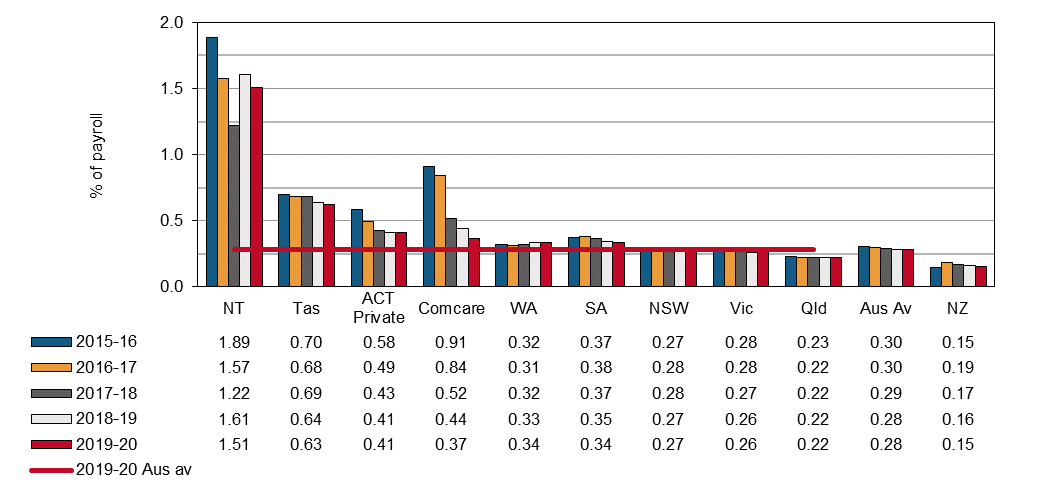 2.0
1.5
1.0
0.5
0.0
% of payroll
NT Tas ACT Private Comcare WA SA NSW Vic Qld Aus Av NZ
2015-16 1.89 0.70 0.58 0.91 0.32 0.37 0.27 0.28 0.23 0.30 0.15
2016-17 1.57 0.68 0.49 0.84 0.31 0.38 0.28 0.28 0.22 0.30 0.19
2017-18 1.22 0.69 0.43 0.52 0.32 0.37 0.28 0.27 0.22 0.29 0.17
2018-19 1.61 0.64 0.41 0.44 0.33 0.35 0.27 0.26 0.22 0.28 0.16
2019-20 1.51 0.63 0.41 0.37 0.34 0.34 0.27 0.26 0.22 0.28 0.15
2019-20 Aus av